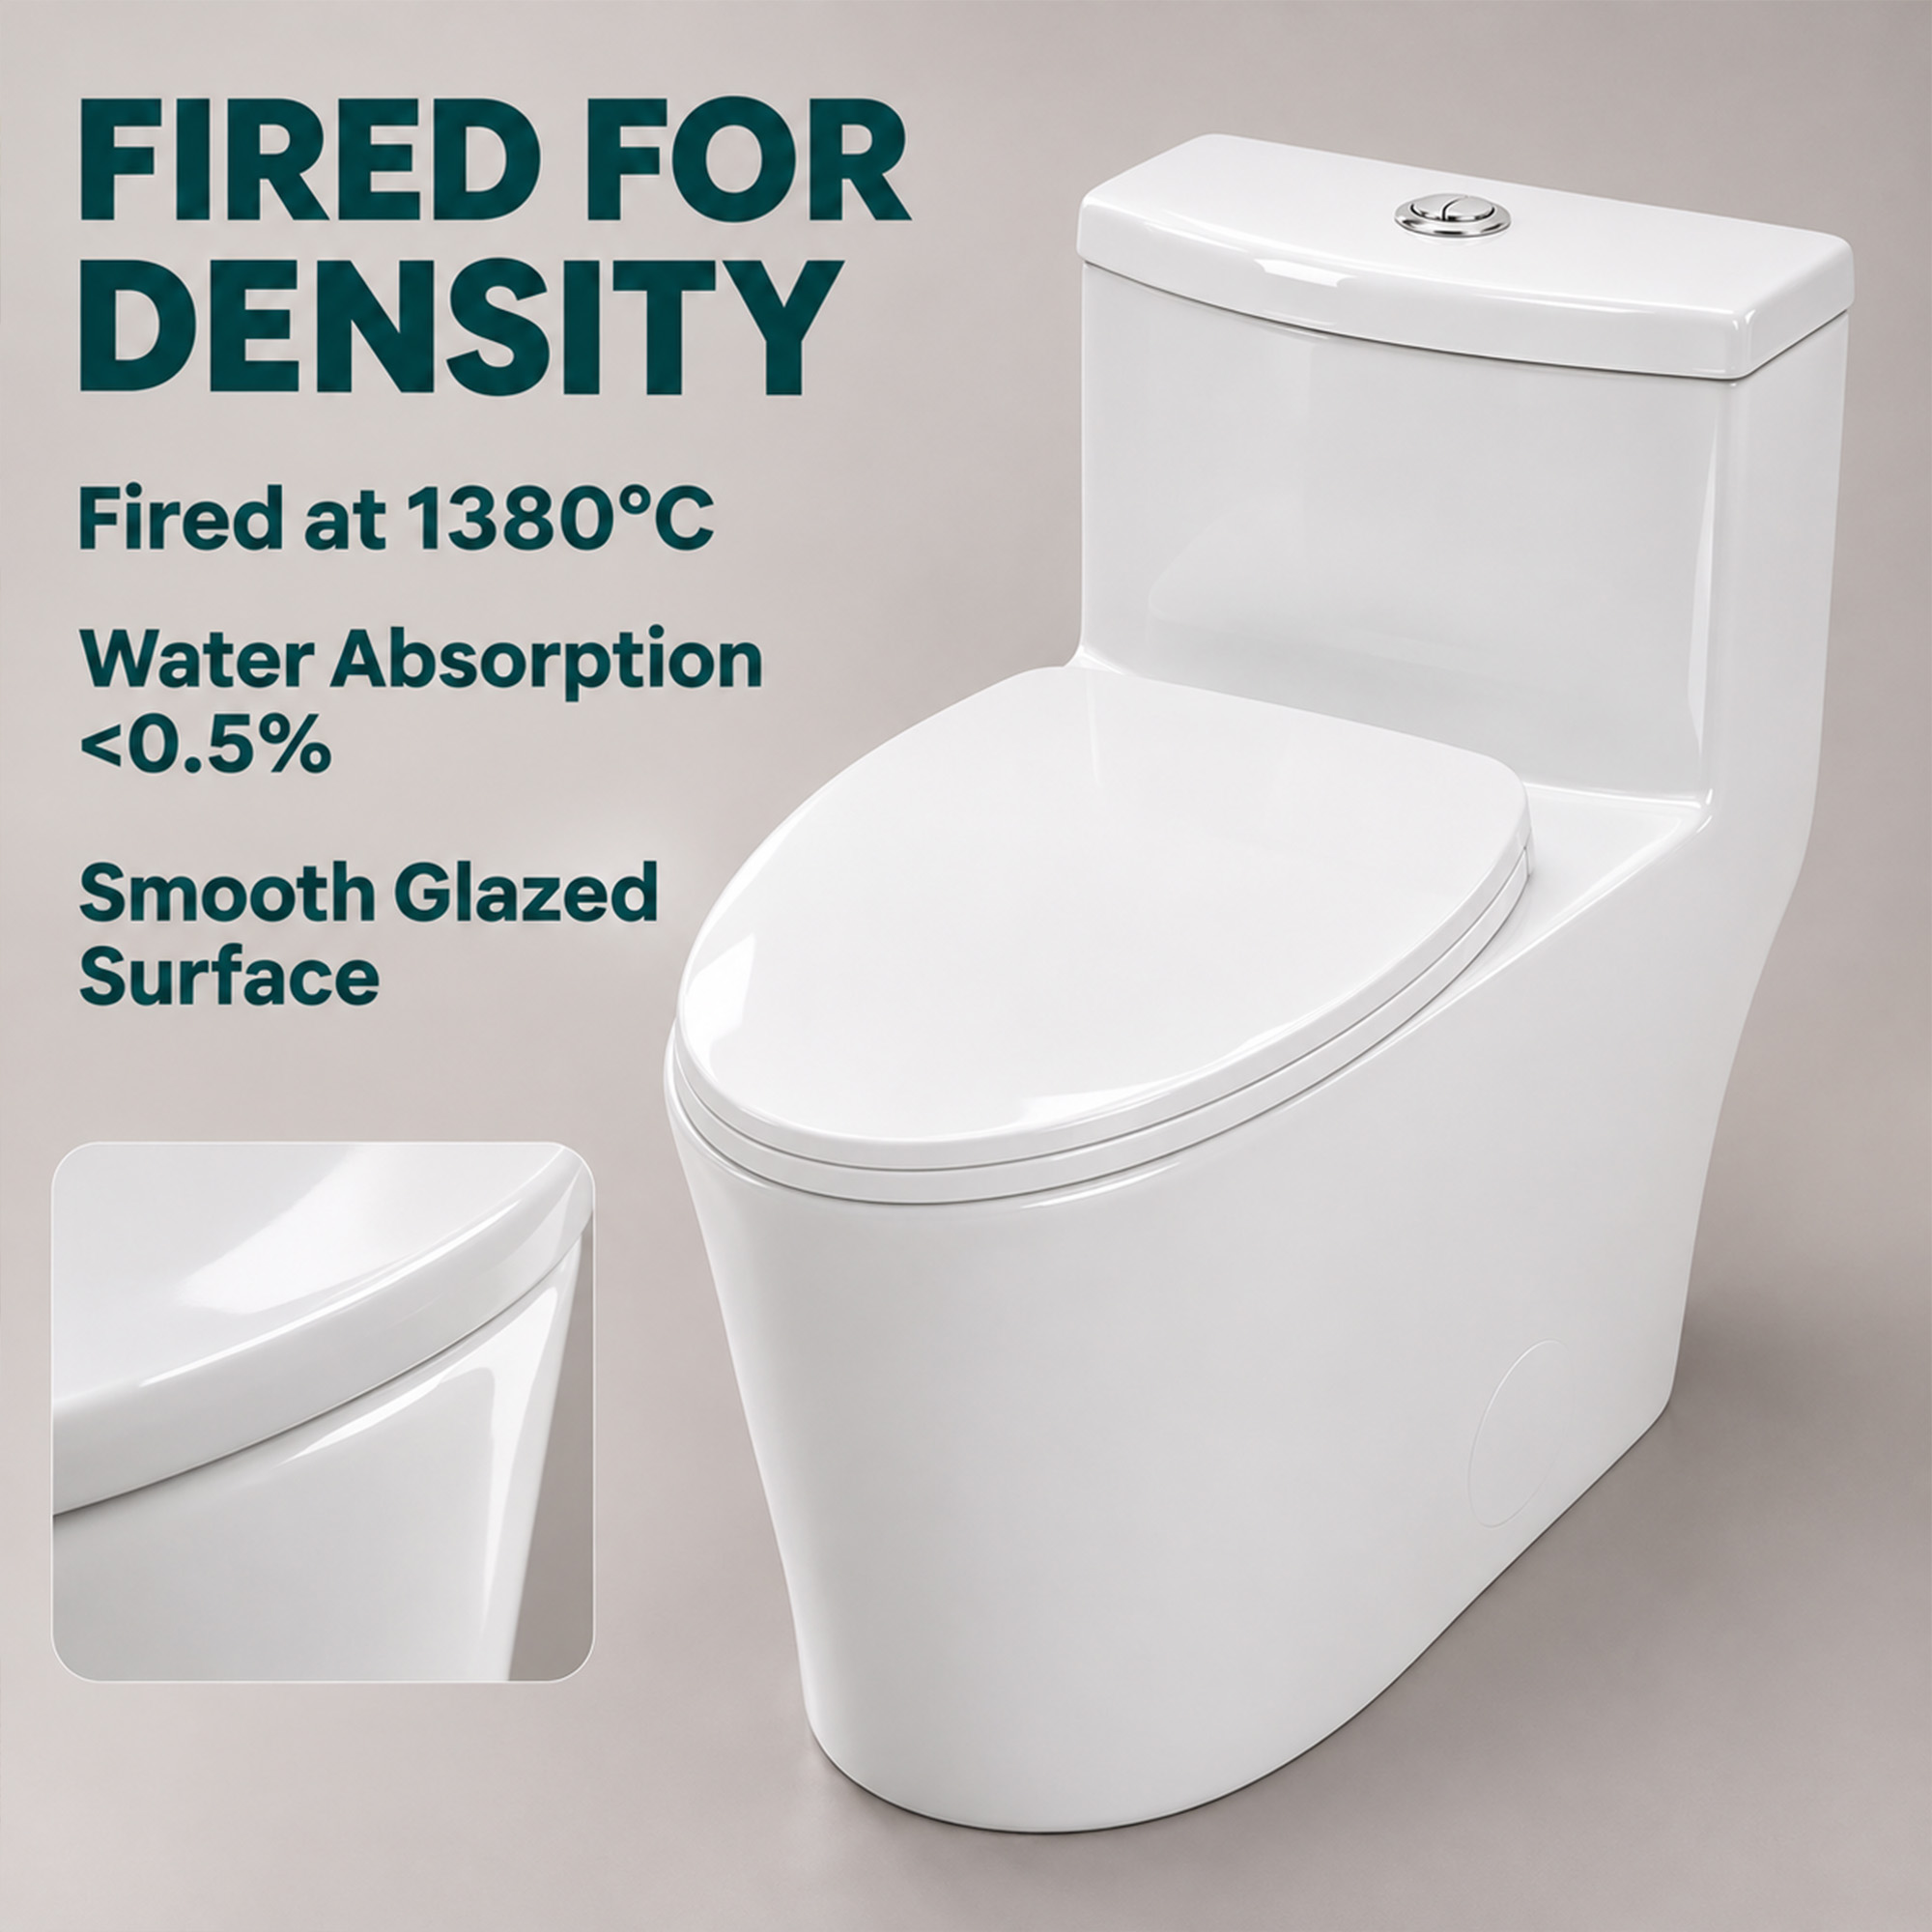 FIRED FOR
DENSITY
Fired at 1380°C
Water Absorption
<0.5%
Smooth Glazed
Surface